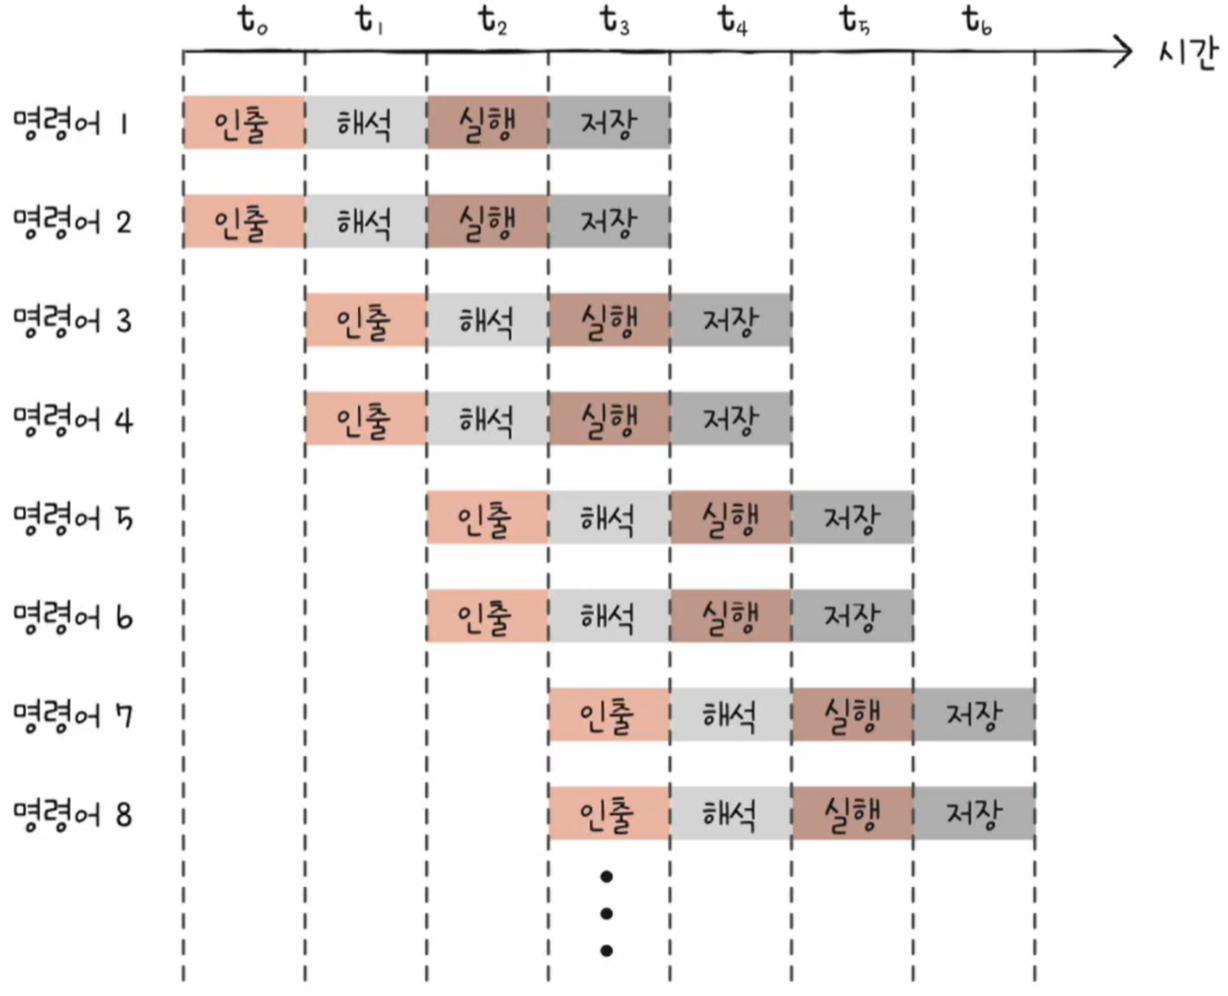 t₀ t₁ t₂ t₃ t₄ t₅ t₆
시간
명령어 1 인출 해석 실행 저장
명령어 2 인출 해석 실행 저장
명령어 3 인출 해석 실행 저장
명령어 4 인출 해석 실행 저장
명령어 5 인출 해석 실행 저장
명령어 6 인출 해석 실행 저장
명령어 7 인출 해석 실행 저장
명령어 8 인출 해석 실행 저장